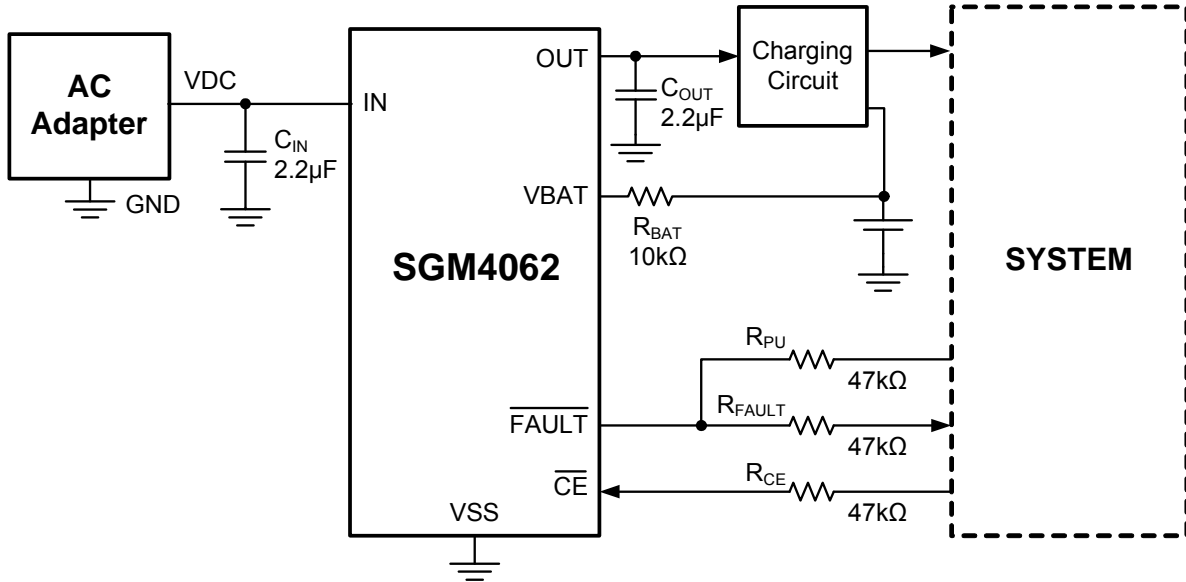 AC
Adapter
VDC
GND
C_IN
2.2µF
IN
SGM4062
OUT
VBAT
FAULT
CE
VSS
C_OUT
2.2µF
Charging
Circuit
R_BAT
10kΩ
R_PU
47kΩ
R_FAULT
47kΩ
R_CE
47kΩ
SYSTEM